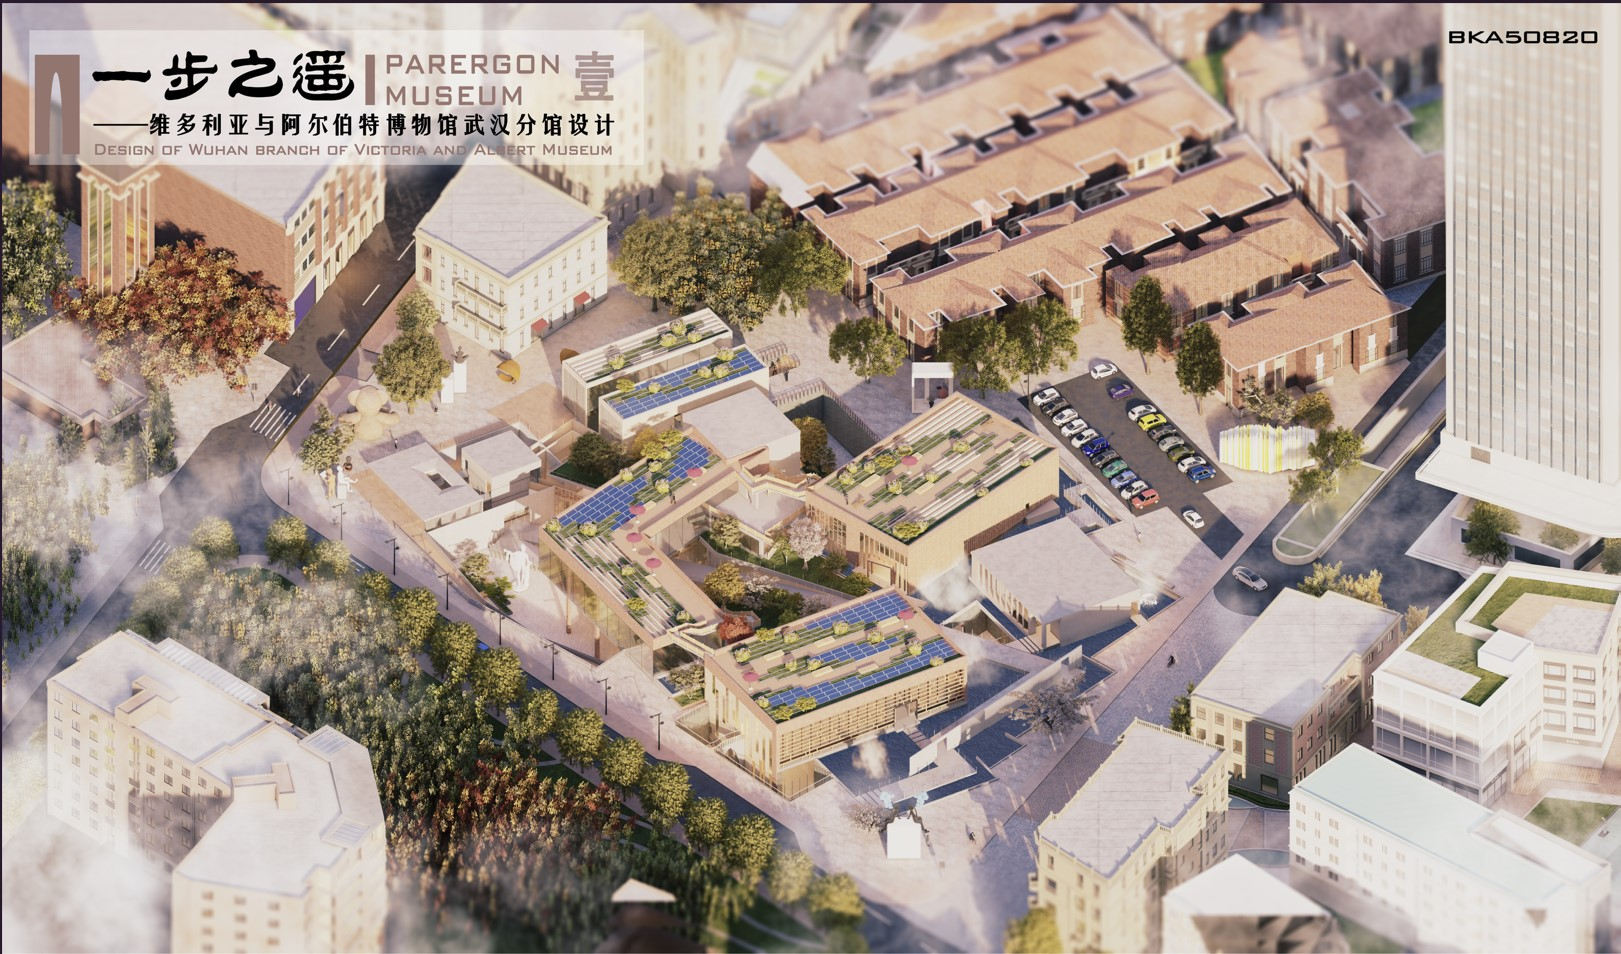 一步之遥
PARERGON
MUSEUM
壹
——维多利亚与阿尔伯特博物馆武汉分馆设计
DESIGN OF WUHAN BRANCH OF VICTORIA AND ALBERT MUSEUM
BKA50820